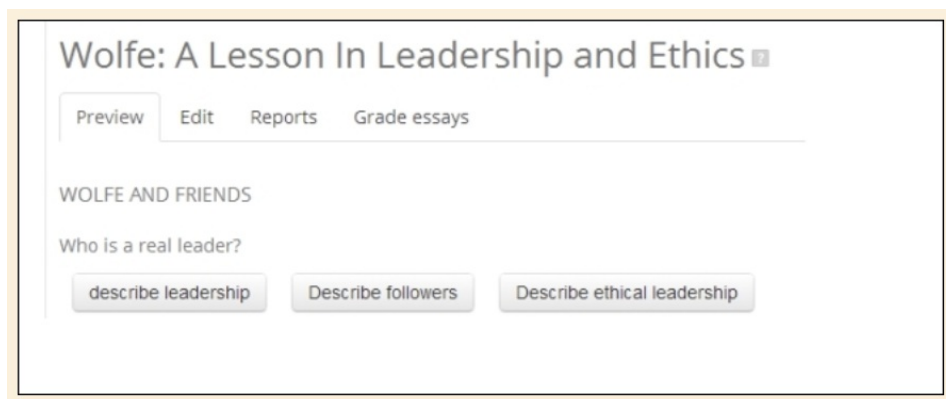 Wolfe: A Lesson In Leadership and Ethics ?
Preview Edit Reports Grade essays
WOLFE AND FRIENDS
Who is a real leader?
describe leadership Describe followers Describe ethical leadership